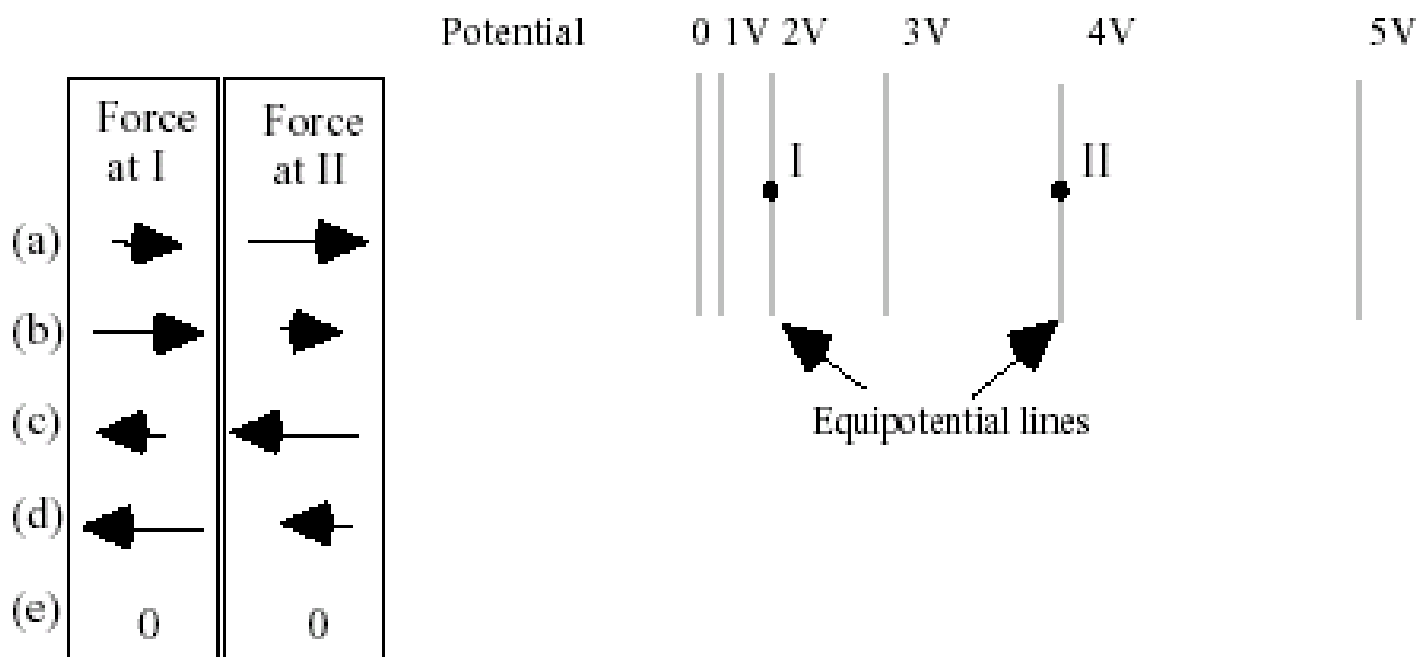 Potential 0 1V 2V 3V 4V 5V
Force at I
Force at II
I
II
(a)
(b)
(c)
(d)
(e) 0 0
Equipotential lines